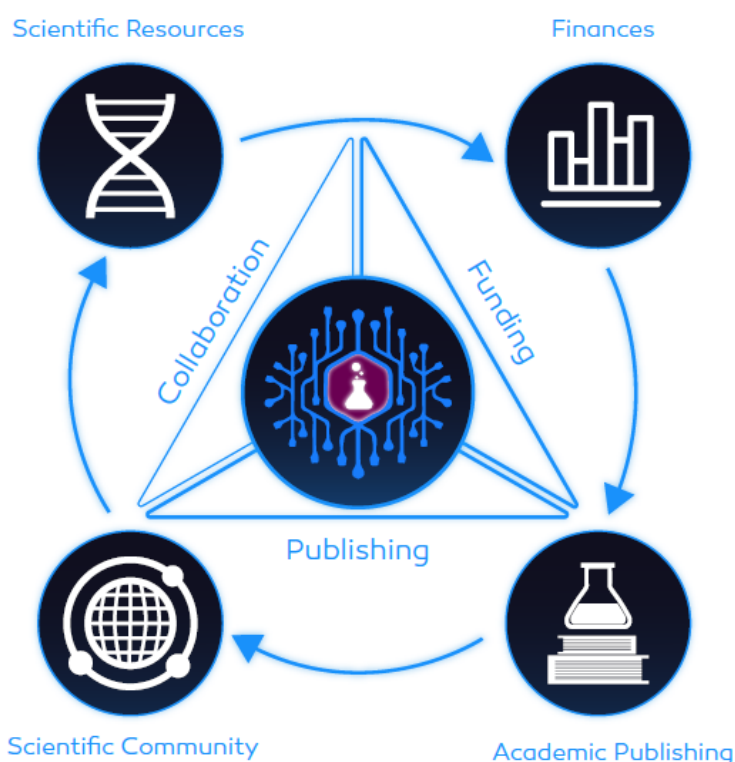 Scientific Resources
Finances
Collaboration
Funding
Publishing
Scientific Community
Academic Publishing